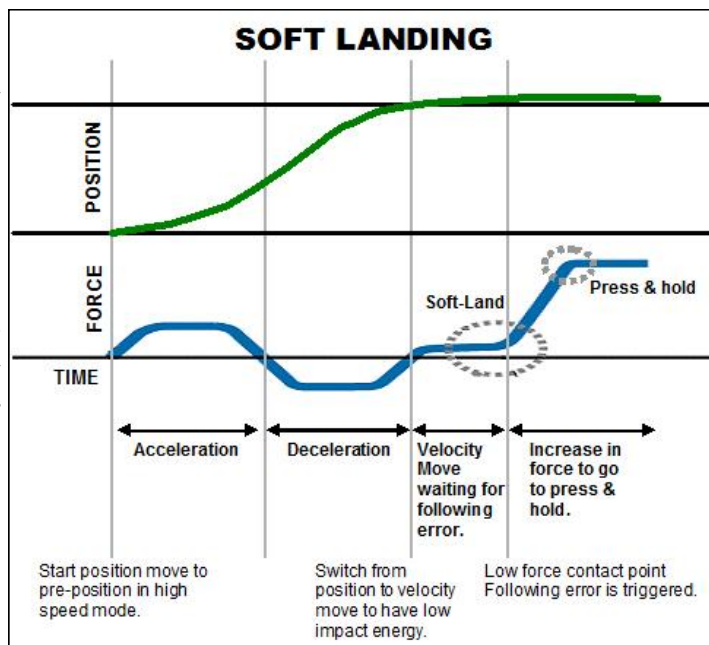 SOFT LANDING
POSITION
FORCE
Soft-Land
Press & hold
TIME
Acceleration
Deceleration
Velocity
Move
waiting for
following
error.
Increase in
force to go
to press &
hold.
Start position move to
pre-position in high
speed mode.
Switch from
position to velocity
move to have low
impact energy.
Low force contact point
Following error is triggered.